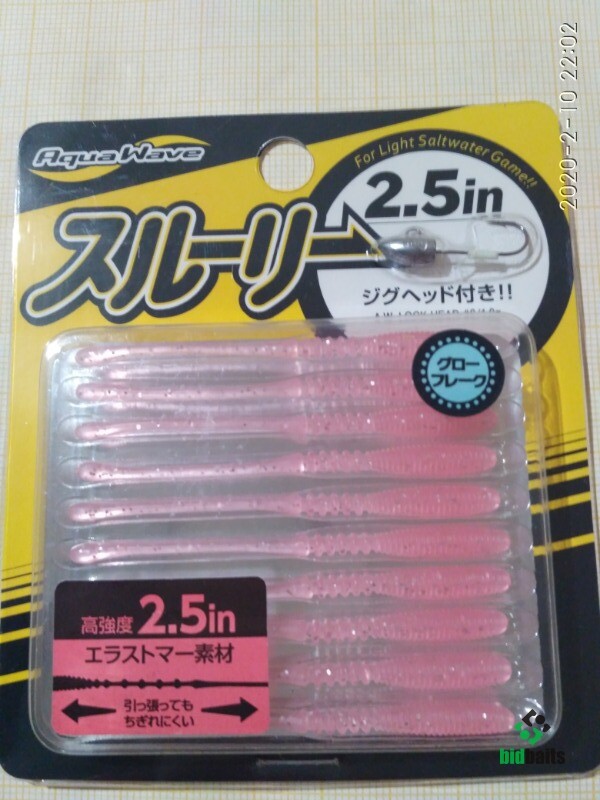 2020-2-10 22:02
AquaWave
For Light Saltwater Game!!
2.5in
スルーリー
ジグヘッド付き!!
グロー
フレーク
高強度 2.5in
エラストマー素材
引っ張っても
ちぎれにくい
bidbaits